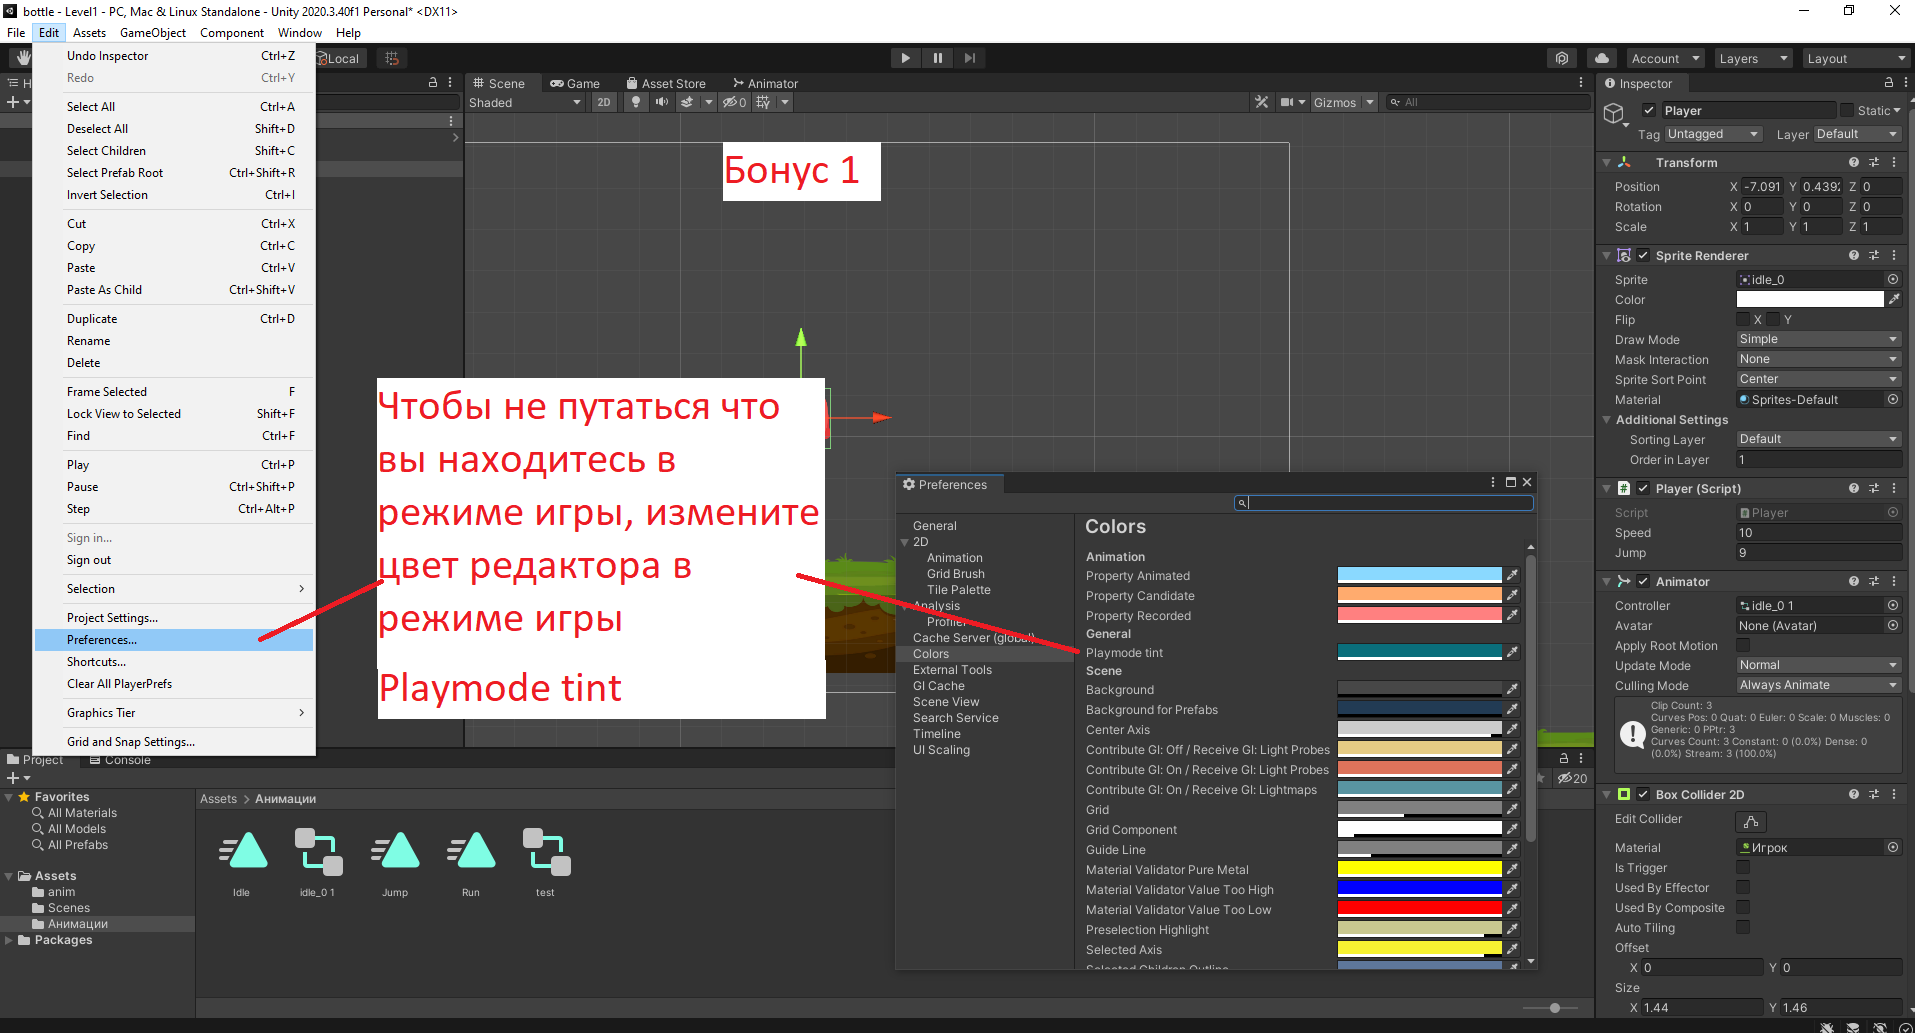 bottle - Level1 - PC, Mac & Linux Standalone - Unity 2020.3.40f1 Personal* <DX11>
File Edit Assets GameObject Component Window Help
Local
Account
Layers
Layout
Undo Inspector Ctrl+Z
Redo Ctrl+Y
Select All Ctrl+A
Deselect All Shift+D
Select Children Shift+C
Select Prefab Root Ctrl+Shift+R
Invert Selection Ctrl+I
Cut Ctrl+X
Copy Ctrl+C
Paste Ctrl+V
Paste As Child Ctrl+Shift+V
Duplicate Ctrl+D
Rename
Delete
Frame Selected F
Lock View to Selected Shift+F
Find Ctrl+F
Play Ctrl+P
Pause Ctrl+Shift+P
Step Ctrl+Alt+P
Sign in...
Sign out
Selection
Project Settings...
Preferences...
Shortcuts...
Clear All PlayerPrefs
Graphics Tier
Grid and Snap Settings...
Scene Game Asset Store Animator
Shaded 2D 0 Gizmos All
Бонус 1
Чтобы не путаться что
вы находитесь в
режиме игры, измените
цвет редактора в
режиме игры
Playmode tint
Preferences
General
2D
Animation
Grid Brush
Tile Palette
Analysis
Profiler
Cache Server (global)
Colors
External Tools
GI Cache
Scene View
Search Service
Timeline
UI Scaling
Colors
Animation
Property Animated
Property Candidate
Property Recorded
General
Playmode tint
Scene
Background
Background for Prefabs
Center Axis
Contribute GI: Off / Receive GI: Light Probes
Contribute GI: On / Receive GI: Light Probes
Contribute GI: On / Receive GI: Lightmaps
Grid
Grid Component
Guide Line
Material Validator Pure Metal
Material Validator Value Too High
Material Validator Value Too Low
Preselection Highlight
Selected Axis
Selected Children Outline
Project Console
20
Favorites
All Materials
All Models
All Prefabs
Assets
anim
Scenes
Анимации
Packages
Assets > Анимации
Idle idle_0 1 Jump Run test
Inspector
Player Static
Tag Untagged Layer Default
Transform
Position X -7.091 Y 0.439 Z 0
Rotation X 0 Y 0 Z 0
Scale X 1 Y 1 Z 1
Sprite Renderer
Sprite idle_0
Color
Flip X Y
Draw Mode Simple
Mask Interaction None
Sprite Sort Point Center
Material Sprites-Default
Additional Settings
Sorting Layer Default
Order in Layer 1
# Player (Script)
Script Player
Speed 10
Jump 9
Animator
Controller idle_0 1
Avatar None (Avatar)
Apply Root Motion
Update Mode Normal
Culling Mode Always Animate
Clip Count: 3
Curves Pos: 0 Quat: 0 Euler: 0 Scale: 0 Muscles: 0
Generic: 0 PPtr: 3
Curves Count: 3 Constant: 0 (0.0%) Dense: 0
(0.0%) Stream: 3 (100.0%)
Box Collider 2D
Edit Collider
Material Игрок
Is Trigger
Used By Effector
Used By Composite
Auto Tiling
Offset
X 0 Y 0
Size
X 1.44 Y 1.46